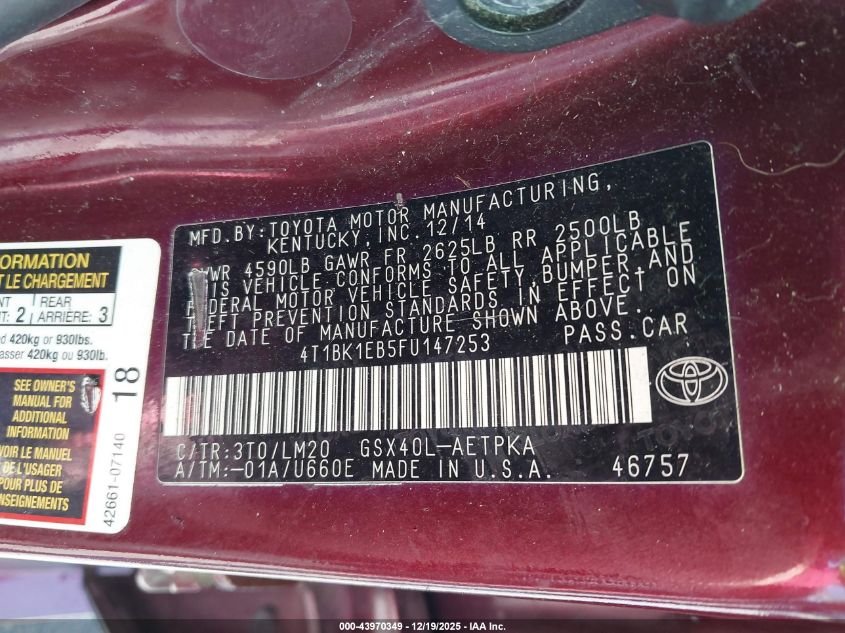 MFD.BY:TOYOTA MOTOR MANUFACTURING,
KENTUCKY,INC.12/14
GVWR 4590LB GAWR FR 2625LB RR 2500LB
THIS VEHICLE CONFORMS TO ALL APPLICABLE
FEDERAL MOTOR VEHICLE SAFETY,BUMPER,AND
THEFT PREVENTION STANDARDS IN EFFECT ON
THE DATE OF MANUFACTURE SHOWN ABOVE.
4T1BK1EB5FU147253 PASS.CAR
C/TR:3T0/LM20 GSX40L-AETPKA
A/TM:-01A/U660E MADE IN U.S.A. 46757
TOYOTA
FORMATION
LE CHARGEMENT
2 REAR
ARRIÈRE: 3
420kg or 930lbs.
420kg ou 930lb.
SEE OWNER'S
MANUAL FOR
ADDITIONAL
INFORMATION
VOIR LE MANUEL
DE L'USAGER
POUR PLUS DE
RENSEIGNEMENTS
18
42661-07140
000-43970349 - 12/19/2025 - IAA Inc.